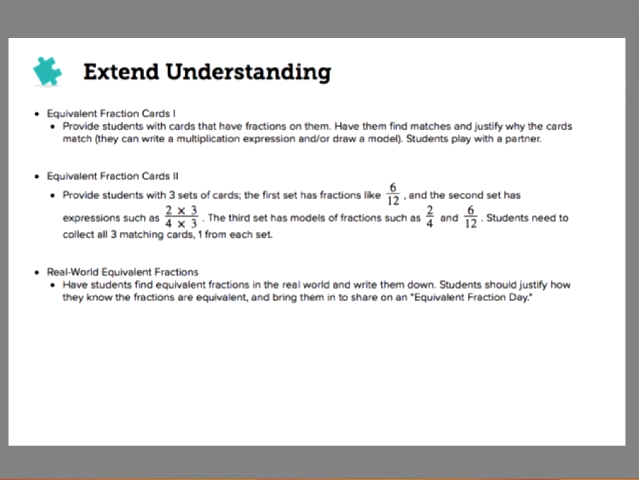 Extend Understanding
• Equivalent Fraction Cards I
• Provide students with cards that have fractions on them. Have them find matches and justify why the cards
match (they can write a multiplication expression and/or draw a model). Students play with a partner.
• Equivalent Fraction Cards II
• Provide students with 3 sets of cards; the first set has fractions like 6/12, and the second set has
expressions such as (2 x 3)/(4 x 3). The third set has models of fractions such as 2/4 and 6/12. Students need to
collect all 3 matching cards, 1 from each set.
• Real-World Equivalent Fractions
• Have students find equivalent fractions in the real world and write them down. Students should justify how
they know the fractions are equivalent, and bring them in to share on an "Equivalent Fraction Day."